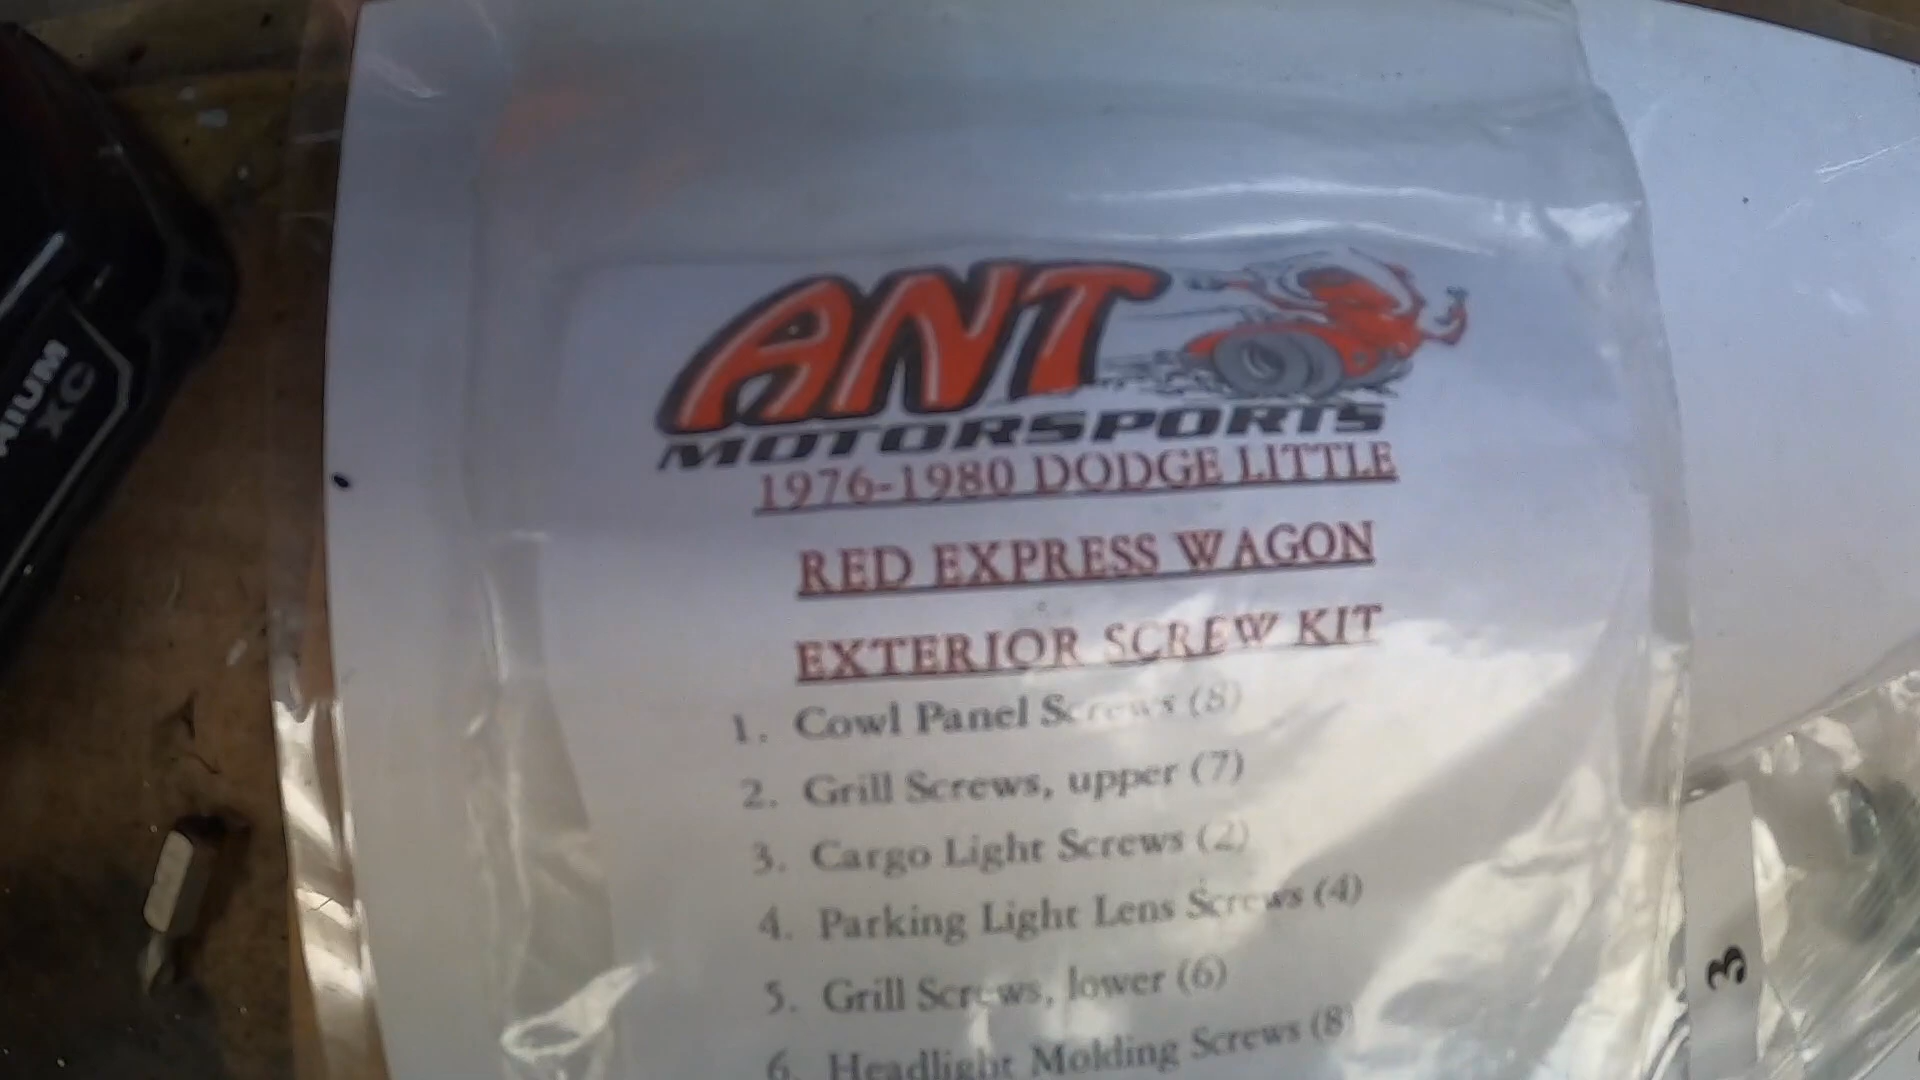 ANT
MOTORSPORTS
1976-1980 DODGE LITTLE
RED EXPRESS WAGON
EXTERIOR SCREW KIT
1. Cowl Panel Screws (8)
2. Grill Screws, upper (7)
3. Cargo Light Screws (2)
4. Parking Light Lens Screws (4)
5. Grill Screws, lower (6)
6. Headlight Molding Screws (8)
XC
3